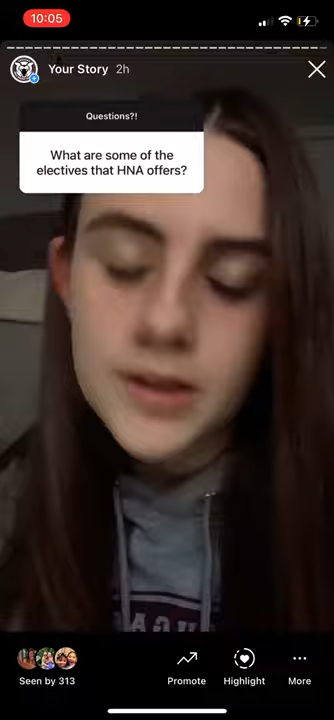 10:05
Your Story 2h
Questions?!
What are some of the
electives that HNA offers?
Seen by 313
Promote
Highlight
More